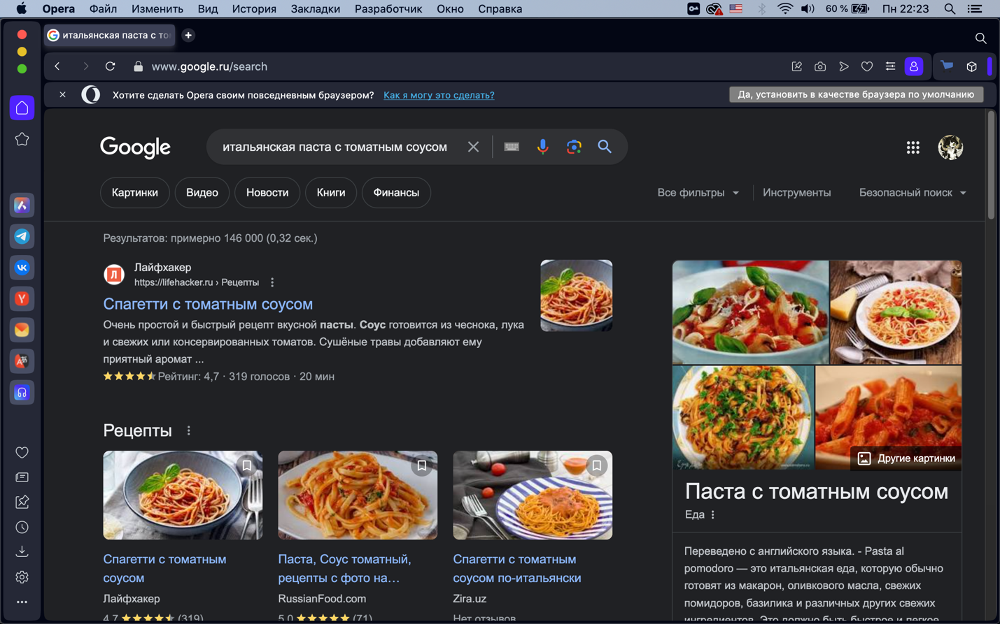 Opera Файл Изменить Вид История Закладки Разработчик Окно Справка 60 % Пн 22:23
итальянская паста с то
www.google.ru/search
Хотите сделать Opera своим повседневным браузером? Как я могу это сделать? Да, установить в качестве браузера по умолчанию
Google итальянская паста с томатным соусом
Картинки Видео Новости Книги Финансы Все фильтры Инструменты Безопасный поиск
Результатов: примерно 146 000 (0,32 сек.)
Лайфхакер
https://lifehacker.ru › Рецепты
Спагетти с томатным соусом
Очень простой и быстрый рецепт вкусной пасты. Соус готовится из чеснока, лука
и свежих или консервированных томатов. Сушёные травы добавляют ему
приятный аромат ...
Рейтинг: 4,7 · 319 голосов · 20 мин
Рецепты
Спагетти с томатным
соусом
Лайфхакер
4,7 (319)
Паста, Соус томатный,
рецепты с фото на...
RussianFood.com
5,0 (71)
Спагетти с томатным
соусом по-итальянски
Zira.uz
Нет отзывов
Другие картинки
Паста с томатным соусом
Еда
Переведено с английского языка. - Pasta al
pomodoro — это итальянская еда, которую обычно
готовят из макарон, оливкового масла, свежих
помидоров, базилика и различных других свежих
ингредиентов. Это должно быть быстрое и легкое